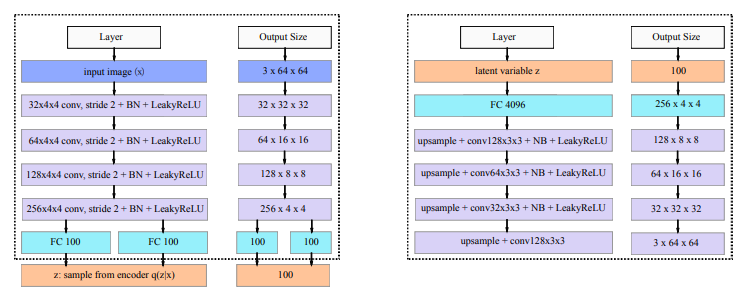 Layer
Output Size
input image (x)
3 x 64 x 64
32x4x4 conv, stride 2 + BN + LeakyReLU
32 x 32 x 32
64x4x4 conv, stride 2 + BN + LeakyReLU
64 x 16 x 16
128x4x4 conv, stride 2 + BN + LeakyReLU
128 x 8 x 8
256x4x4 conv, stride 2 + BN + LeakyReLU
256 x 4 x 4
FC 100
FC 100
100
100
z: sample from encoder q(z|x)
100
Layer
Output Size
latent variable z
100
FC 4096
256 x 4 x 4
upsample + conv128x3x3 + NB + LeakyReLU
128 x 8 x 8
upsample + conv64x3x3 + NB + LeakyReLU
64 x 16 x 16
upsample + conv32x3x3 + NB + LeakyReLU
32 x 32 x 32
upsample + conv128x3x3
3 x 64 x 64